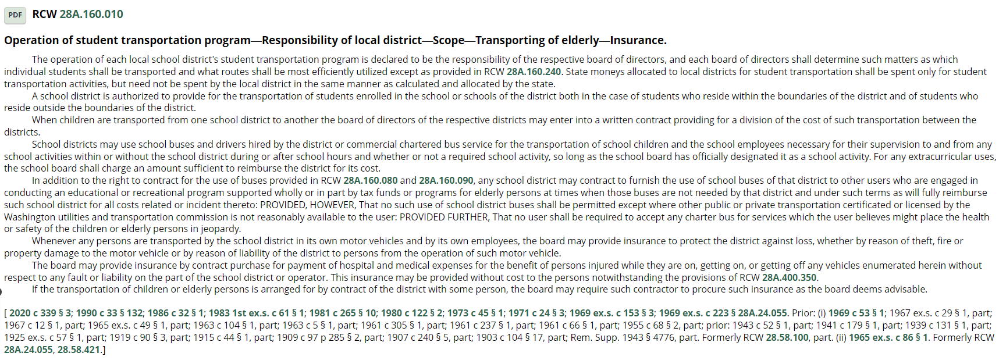 PDF RCW 28A.160.010
Operation of student transportation program—Responsibility of local district—Scope—Transporting of elderly—Insurance.
The operation of each local school district's student transportation program is declared to be the responsibility of the respective board of directors, and each board of directors shall determine such matters as which
individual students shall be transported and what routes shall be most efficiently utilized except as provided in RCW 28A.160.240. State moneys allocated to local districts for student transportation shall be spent only for student
transportation activities, but need not be spent by the local district in the same manner as calculated and allocated by the state.
A school district is authorized to provide for the transportation of students enrolled in the school or schools of the district both in the case of students who reside within the boundaries of the district and of students who
reside outside the boundaries of the district.
When children are transported from one school district to another the board of directors of the respective districts may enter into a written contract providing for a division of the cost of such transportation between the
districts.
School districts may use school buses and drivers hired by the district or commercial chartered bus service for the transportation of school children and the school employees necessary for their supervision to and from any
school activities within or without the school district during or after school hours and whether or not a required school activity, so long as the school board has officially designated it as a school activity. For any extracurricular uses,
the school board shall charge an amount sufficient to reimburse the district for its cost.
In addition to the right to contract for the use of buses provided in RCW 28A.160.080 and 28A.160.090, any school district may contract to furnish the use of school buses of that district to other users who are engaged in
conducting an educational or recreational program supported wholly or in part by tax funds or programs for elderly persons at times when those buses are not needed by that district and under such terms as will fully reimburse
such school district for all costs related or incident thereto: PROVIDED, HOWEVER, That no such use of school district buses shall be permitted except where other public or private transportation certificated or licensed by the
Washington utilities and transportation commission is not reasonably available to the user: PROVIDED FURTHER, That no user shall be required to accept any charter bus for services which the user believes might place the health
or safety of the children or elderly persons in jeopardy.
Whenever any persons are transported by the school district in its own motor vehicles and by its own employees, the board may provide insurance to protect the district against loss, whether by reason of theft, fire or
property damage to the motor vehicle or by reason of liability of the district to persons from the operation of such motor vehicle.
The board may provide insurance by contract purchase for payment of hospital and medical expenses for the benefit of persons injured while they are on, getting on, or getting off any vehicles enumerated herein without
respect to any fault or liability on the part of the school district or operator. This insurance may be provided without cost to the persons notwithstanding the provisions of RCW 28A.400.350.
If the transportation of children or elderly persons is arranged for by contract of the district with some person, the board may require such contractor to procure such insurance as the board deems advisable.
[ 2020 c 339 § 3; 1990 c 33 § 132; 1986 c 32 § 1; 1983 1st ex.s. c 61 § 1; 1981 c 265 § 10; 1980 c 122 § 2; 1973 c 45 § 1; 1971 c 24 § 3; 1969 ex.s. c 153 § 3; 1969 ex.s. c 223 § 28A.24.055. Prior: (i) 1969 c 53 § 1; 1967 ex.s. c 29 § 1, part;
1967 c 12 § 1, part; 1965 ex.s. c 49 § 1, part; 1963 c 104 § 1, part; 1963 c 5 § 1, part; 1961 c 305 § 1, part; 1961 c 237 § 1, part; 1961 c 66 § 1, part; 1955 c 68 § 2, part; prior: 1943 c 52 § 1, part; 1941 c 179 § 1, part; 1939 c 131 § 1, part;
1925 ex.s. c 57 § 1, part; 1919 c 90 § 3, part; 1915 c 44 § 1, part; 1909 c 97 p 285 § 2, part; 1907 c 240 § 5, part; 1903 c 104 § 17, part; Rem. Supp. 1943 § 4776, part. Formerly RCW 28.58.100, part. (ii) 1965 ex.s. c 86 § 1. Formerly RCW
28A.24.055, 28.58.421.]